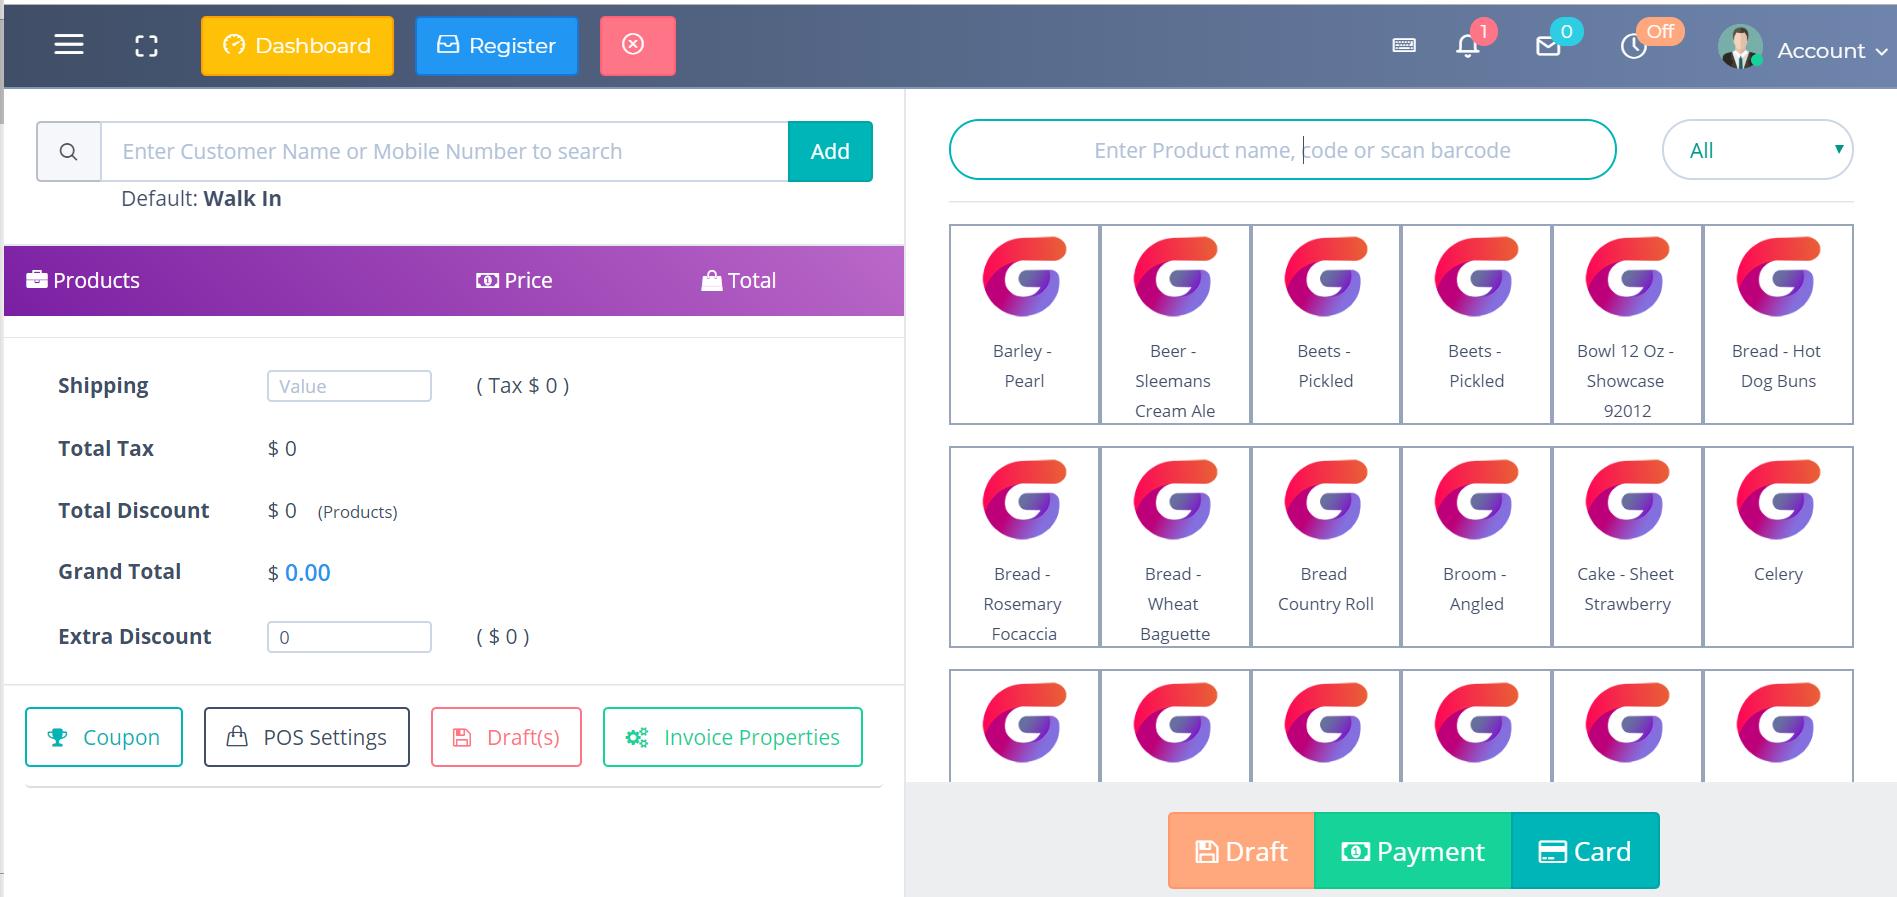 Dashboard
Register
1
0
Off
Account
Enter Customer Name or Mobile Number to search
Add
Default: Walk In
Products
Price
Total
Shipping
Value
( Tax $ 0 )
Total Tax
$ 0
Total Discount
$ 0
(Products)
Grand Total
$ 0.00
Extra Discount
0
( $ 0 )
Coupon
POS Settings
Draft(s)
Invoice Properties
Enter Product name, code or scan barcode
All
Barley -
Pearl
Beer -
Sleemans
Cream Ale
Beets -
Pickled
Beets -
Pickled
Bowl 12 Oz -
Showcase
92012
Bread - Hot
Dog Buns
Bread -
Rosemary
Focaccia
Bread -
Wheat
Baguette
Bread
Country Roll
Broom -
Angled
Cake - Sheet
Strawberry
Celery
Draft
Payment
Card